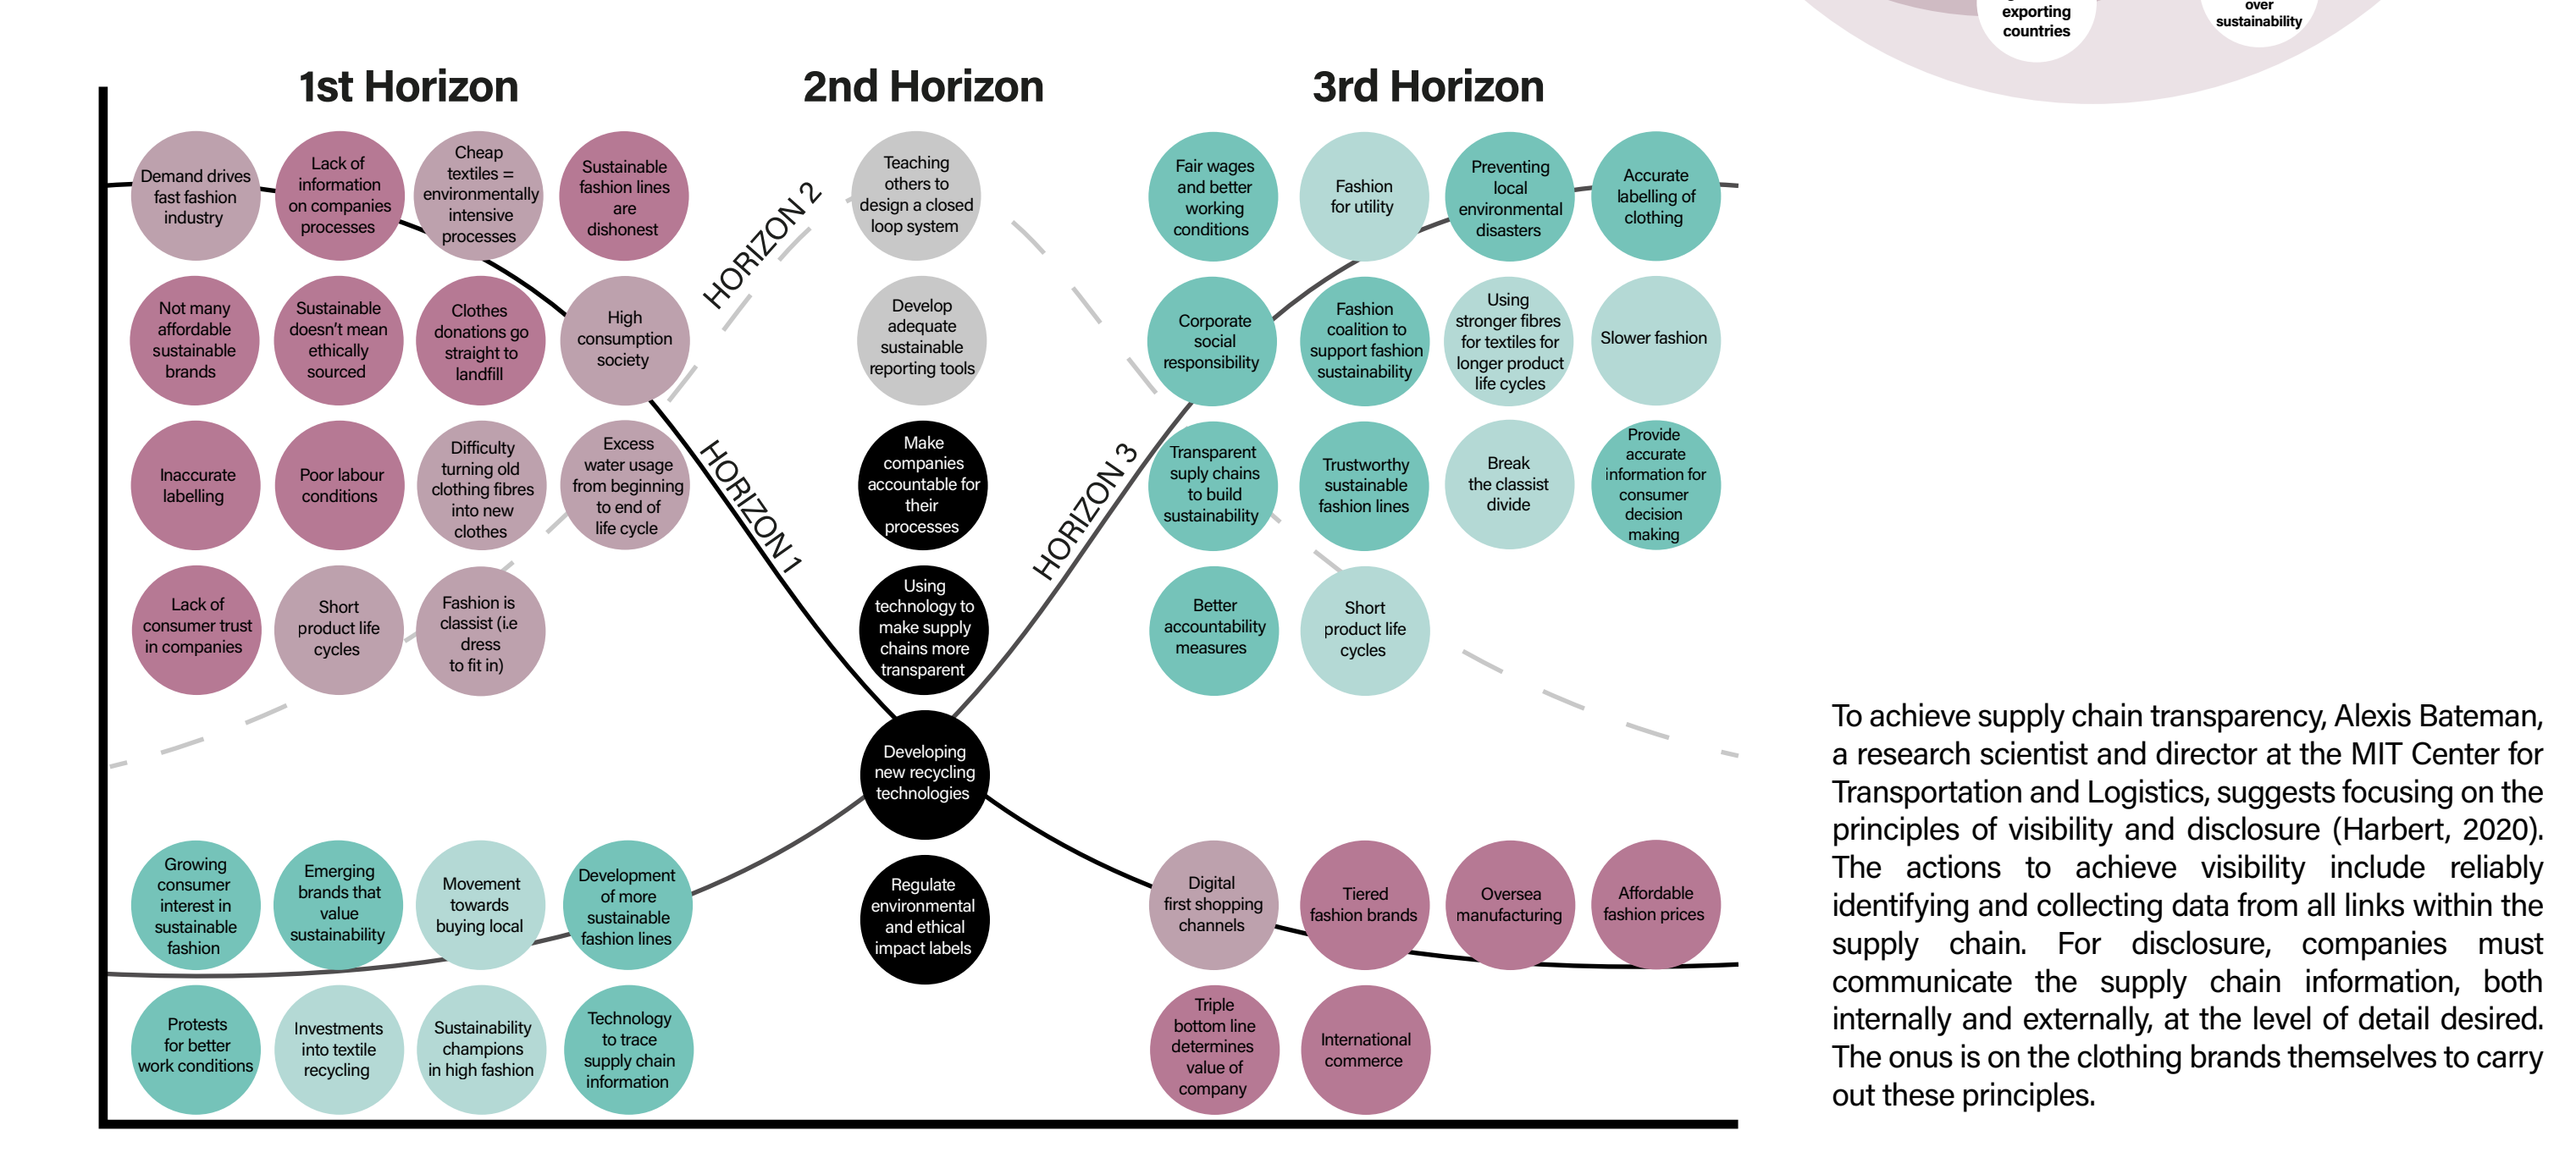 exporting
countries
over
sustainability
1st Horizon
2nd Horizon
3rd Horizon
Demand drives
fast fashion
industry
Lack of
information
on companies
processes
Cheap
textiles =
environmentally
intensive
processes
Sustainable
fashion lines
are
dishonest
Not many
affordable
sustainable
brands
Sustainable
doesn't mean
ethically
sourced
Clothes
donations go
straight to
landfill
High
consumption
society
Inaccurate
labelling
Poor labour
conditions
Difficulty
turning old
clothing fibres
into new
clothes
Excess
water usage
from beginning
to end of
life cycle
Lack of
consumer trust
in companies
Short
product life
cycles
Fashion is
classist (i.e
dress
to fit in)
Growing
consumer
interest in
sustainable
fashion
Emerging
brands that
value
sustainability
Movement
towards
buying local
Development
of more
sustainable
fashion lines
Protests
for better
work conditions
Investments
into textile
recycling
Sustainability
champions
in high fashion
Technology
to trace
supply chain
information
HORIZON 2
HORIZON 1
HORIZON 3
Teaching
others to
design a closed
loop system
Develop
adequate
sustainable
reporting tools
Make
companies
accountable for
their
processes
Using
technology to
make supply
chains more
transparent
Developing
new recycling
technologies
Regulate
environmental
and ethical
impact labels
Fair wages
and better
working
conditions
Fashion
for utility
Preventing
local
environmental
disasters
Accurate
labelling of
clothing
Corporate
social
responsibility
Fashion
coalition to
support fashion
sustainability
Using
stronger fibres
for textiles for
longer product
life cycles
Slower fashion
Transparent
suply chains
to build
sustainability
Trustworthy
sustainable
fashion lines
Break
the classist
divide
Provide
accurate
information for
consumer
decision
making
Better
accountability
measures
Short
product life
cycles
Digital
first shopping
channels
Tiered
fashion brands
Oversea
manufacturing
Affordable
fashion prices
Triple
bottom line
determines
value of
company
International
commerce
To achieve supply chain transparency, Alexis Bateman,
a research scientist and director at the MIT Center for
Transportation and Logistics, suggests focusing on the
principles of visibility and disclosure (Harbert, 2020).
The actions to achieve visibility include reliably
identifying and collecting data from all links within the
supply chain. For disclosure, companies must
communicate the supply chain information, both
internally and externally, at the level of detail desired.
The onus is on the clothing brands themselves to carry
out these principles.